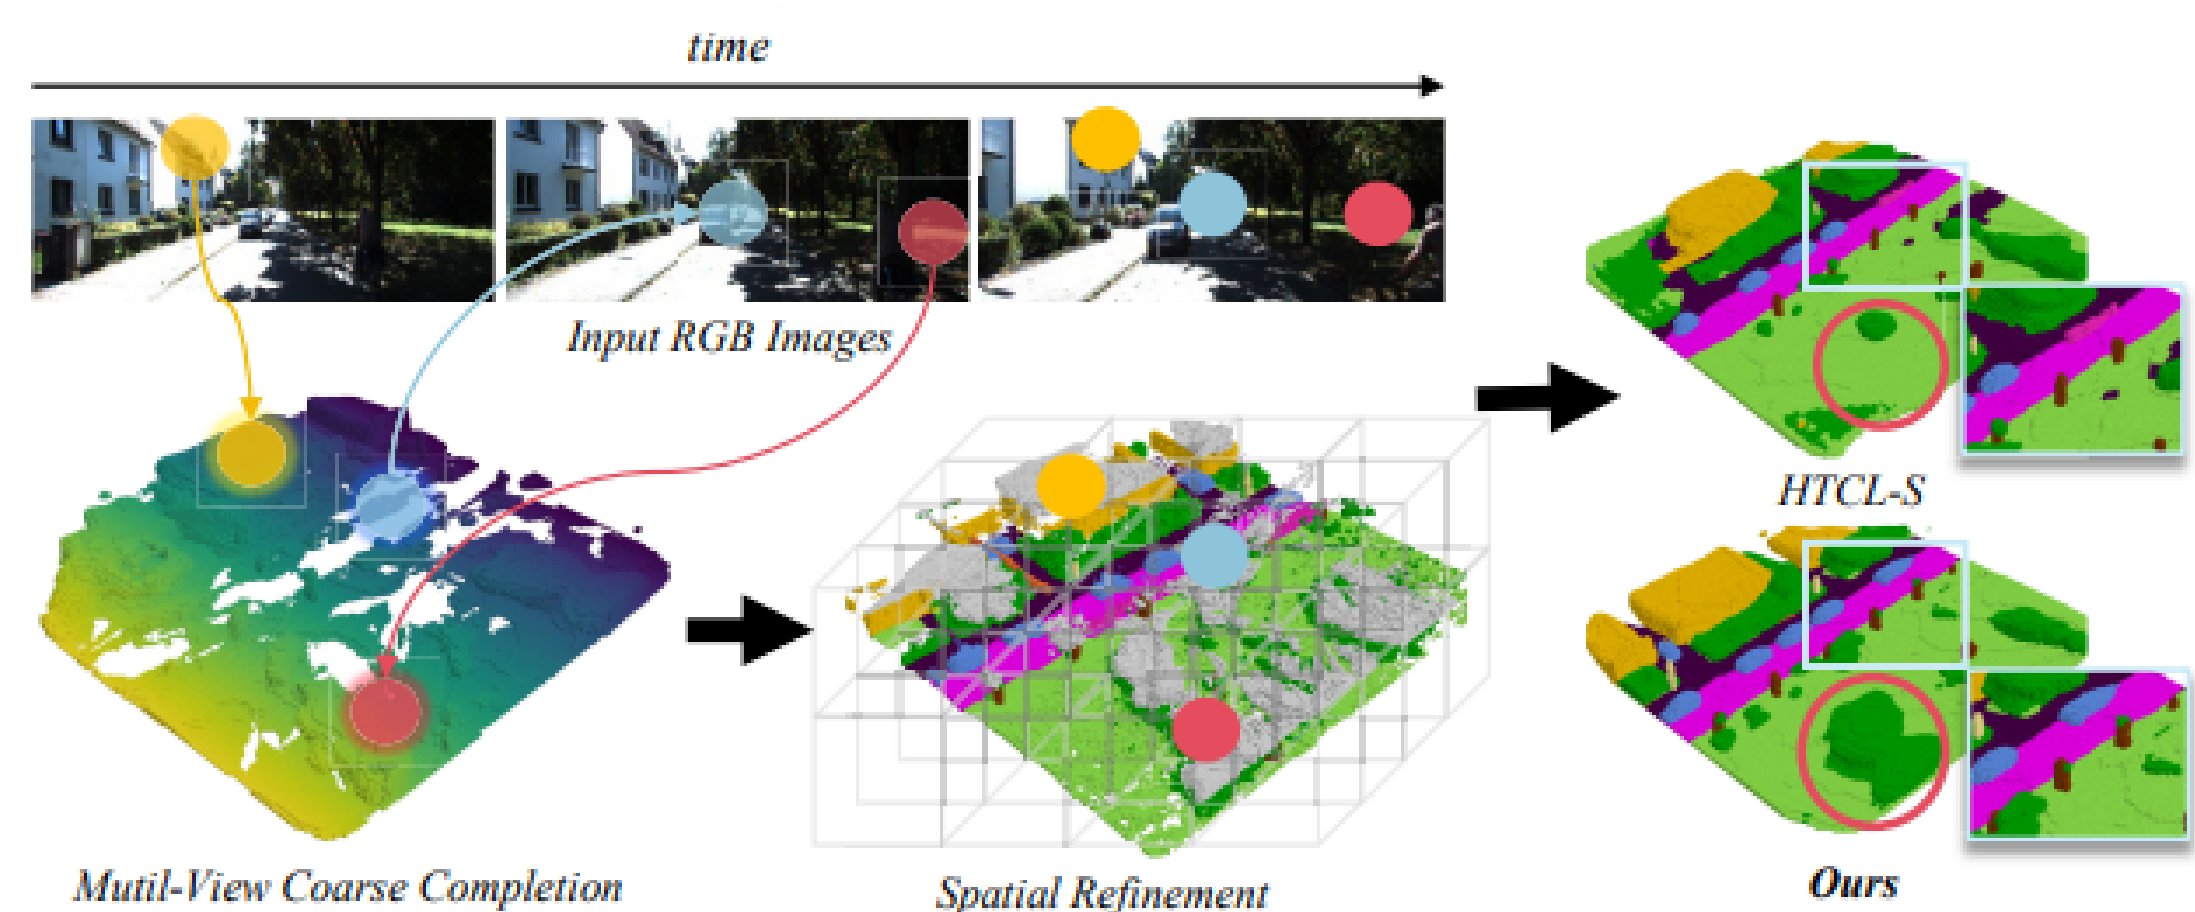 time
Input RGB Images
HTCL-S
Mutil-View Coarse Completion
Spatial Refinement
Ours